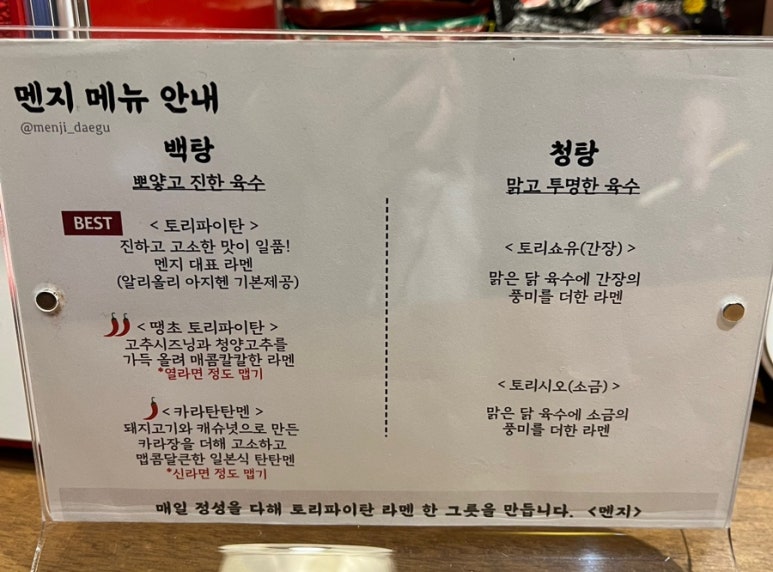 멘지 메뉴 안내
@menji_daegu
백탕
뽀얗고 진한 육수
BEST
< 토리파이탄 >
진하고 고소한 맛이 일품!
멘지 대표 라멘
(알리올리 아지헨 기본제공)
< 땡초 토리파이탄 >
고추시즈닝과 청양고추를
가득 올려 매콤칼칼한 라멘
*열라면 정도 맵기
< 카라탄탄멘 >
돼지고기와 캐슈넛으로 만든
카라장을 더해 고소하고
맵콤달큰한 일본식 탄탄멘
*신라면 정도 맵기
청탕
맑고 투명한 육수
< 토리쇼유(간장) >
맑은 닭 육수에 간장의
풍미를 더한 라멘
< 토리시오(소금) >
맑은 닭 육수에 소금의
풍미를 더한 라멘
매일 정성을 다해 토리파이탄 라멘 한 그릇을 만듭니다. <멘지>